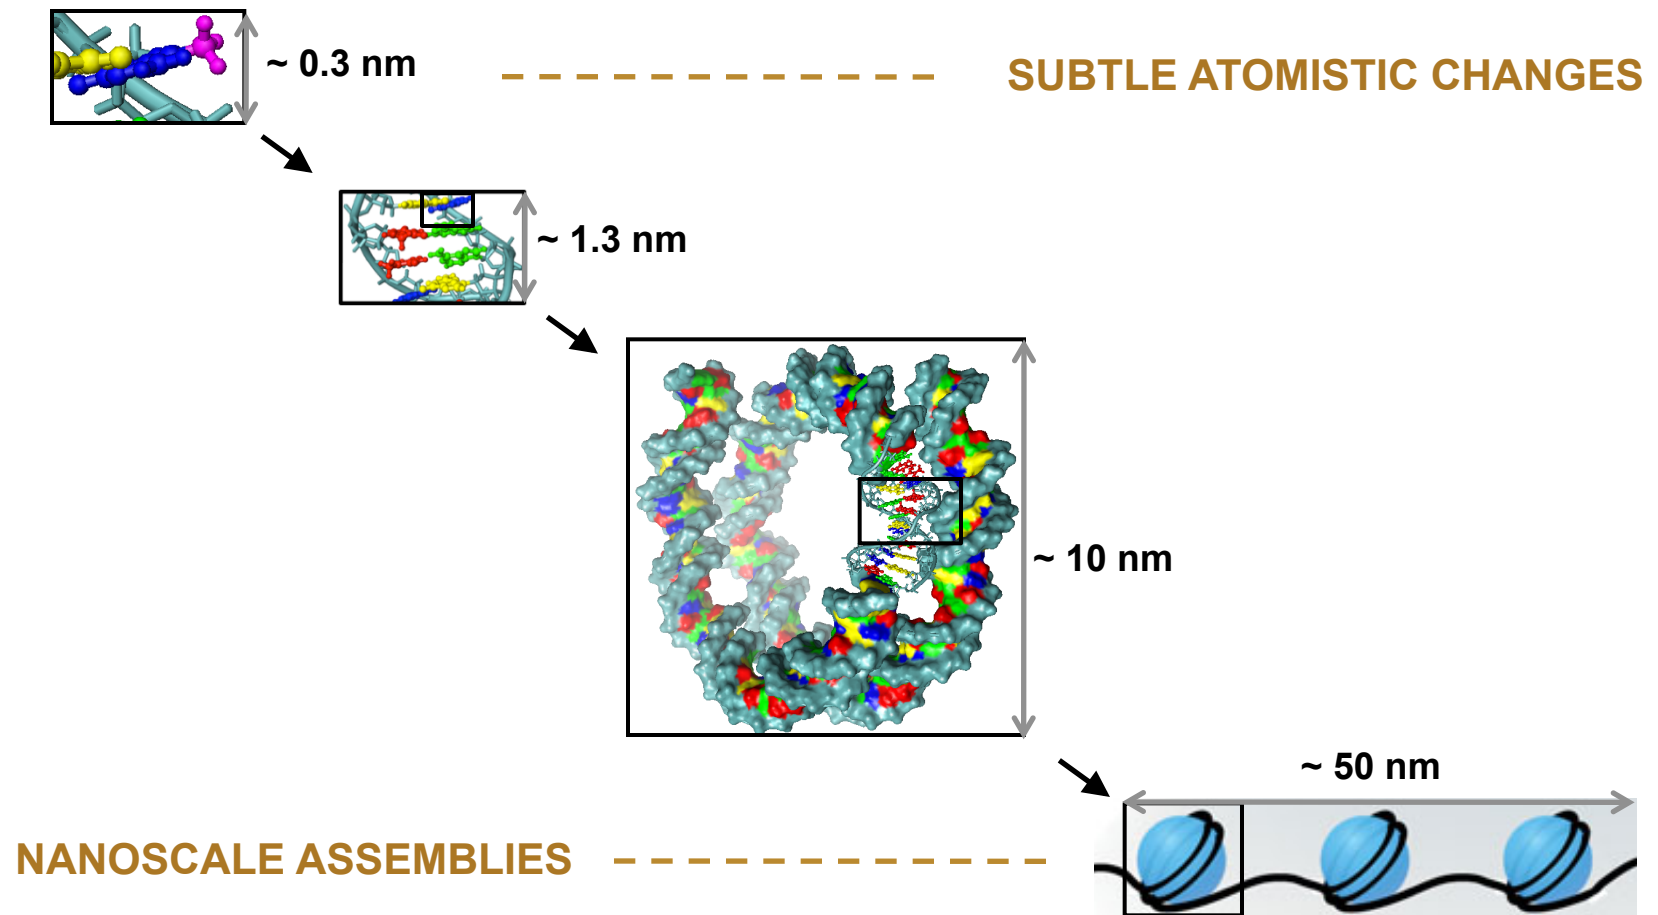 ~ 0.3 nm
SUBTLE ATOMISTIC CHANGES
~ 1.3 nm
~ 10 nm
~ 50 nm
NANOSCALE ASSEMBLIES